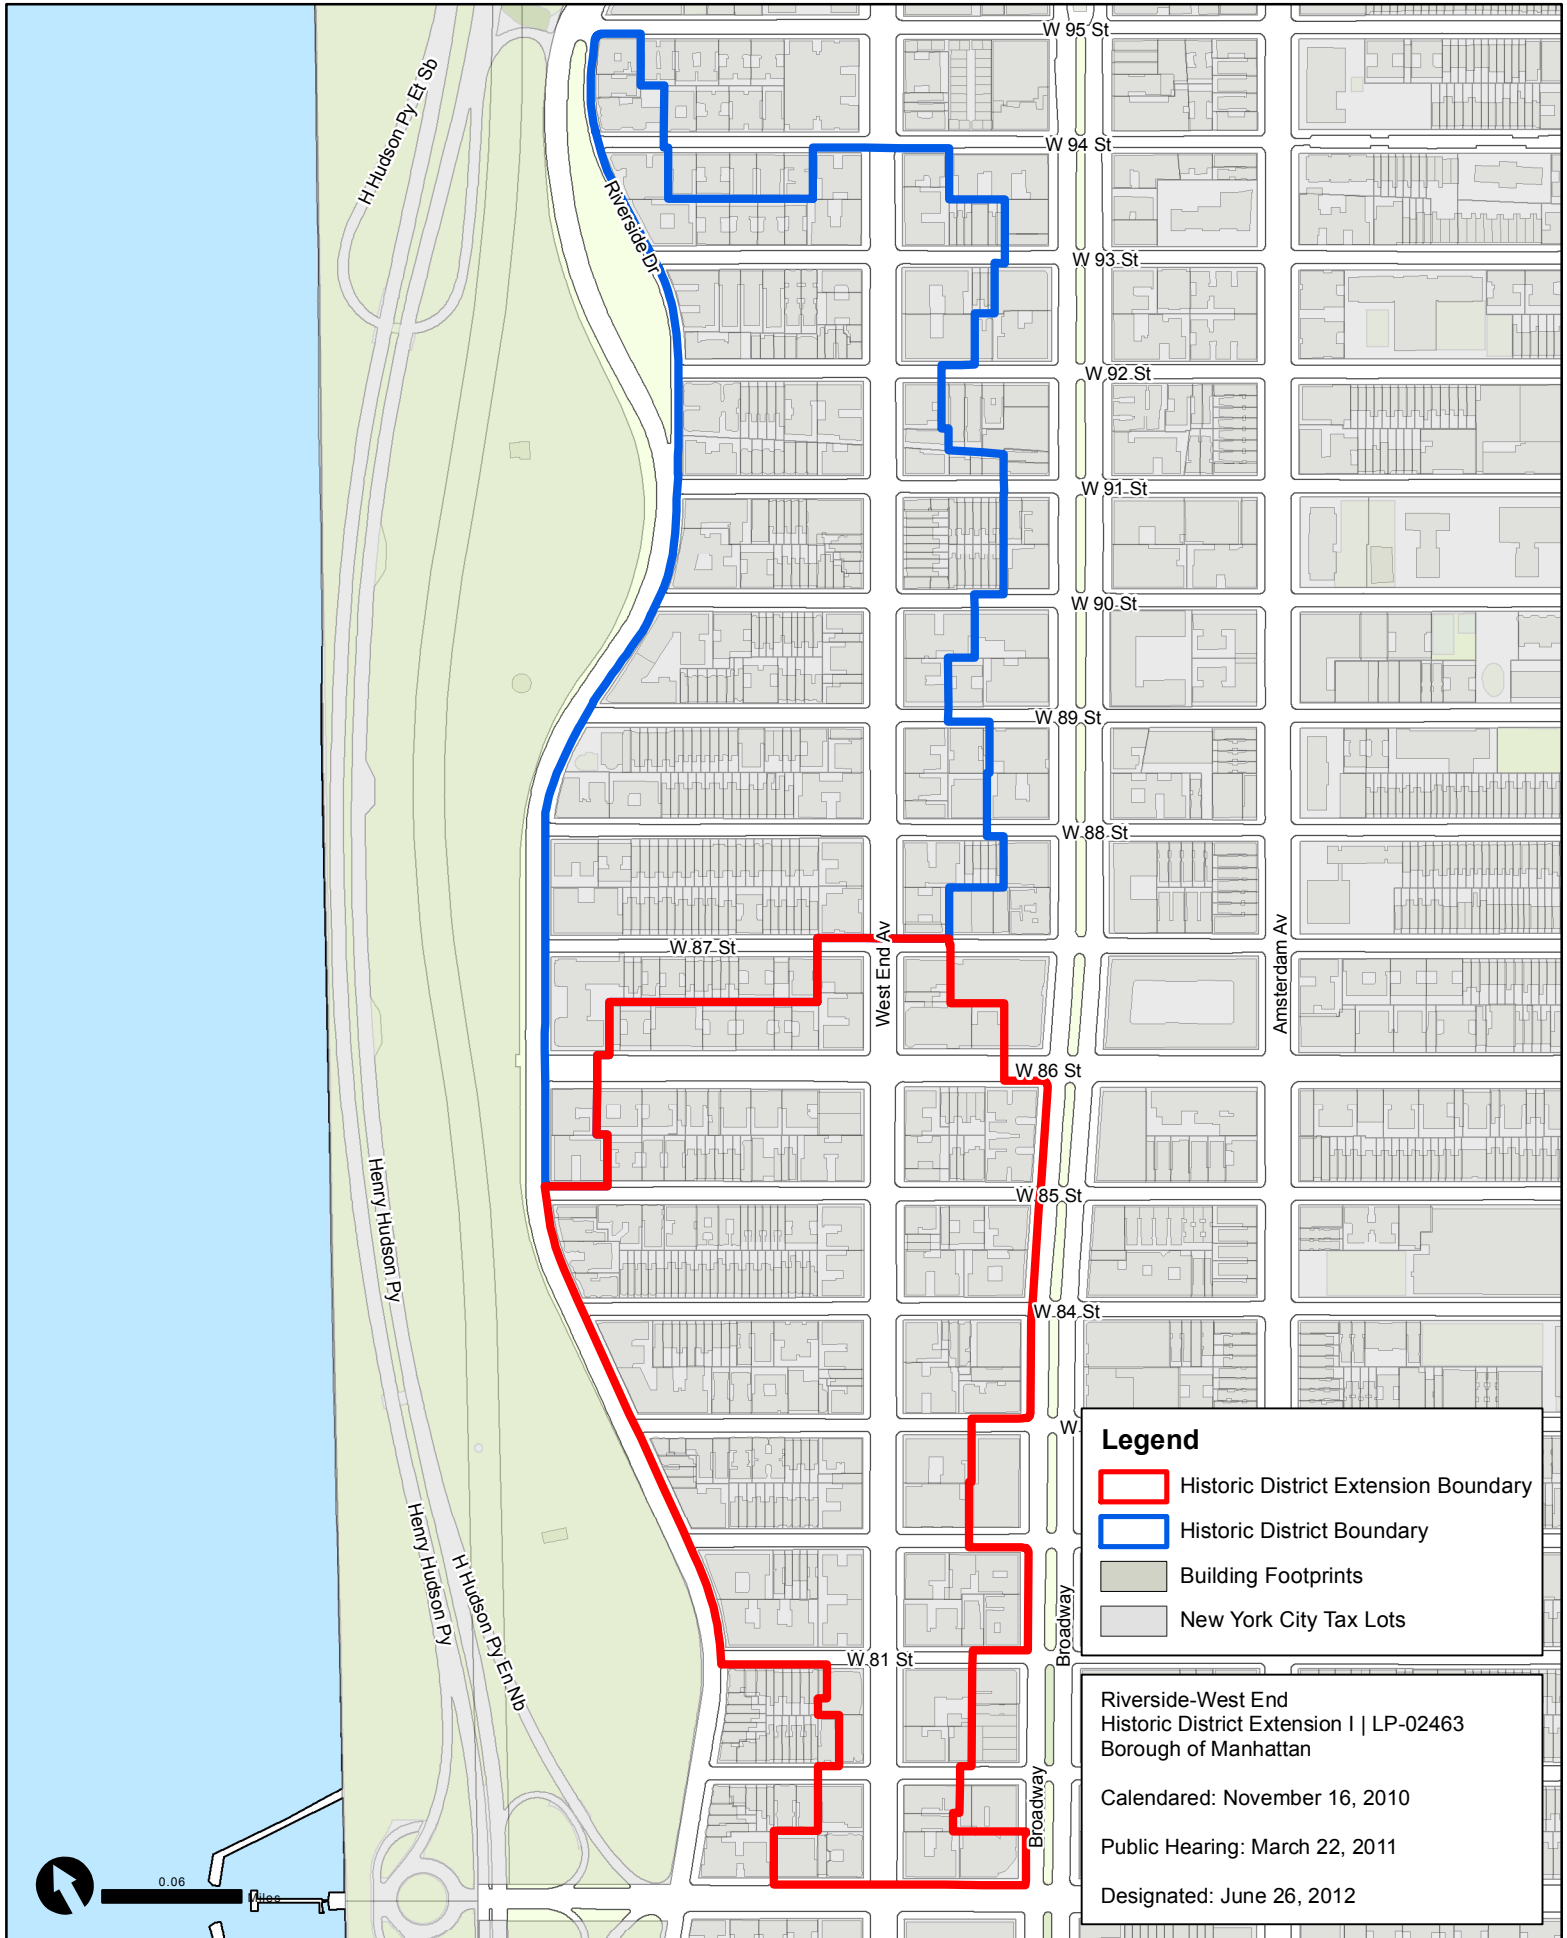 W 95 St
H Hudson Py Et Sb
W 94 St
Riverside Dr
W 93 St
W 92 St
W 91 St
W 90 St
W 89 St
W 88 St
West End Av
Amsterdam Av
W 87 St
W 86 St
Henry Hudson Py
W 85 St
W 84 St
W
Legend
Historic District Extension Boundary
Historic District Boundary
Building Footprints
New York City Tax Lots
Henry Hudson Py
H Hudson Py En Nb
Broadway
W 81 St
Riverside-West End
Historic District Extension I | LP-02463
Borough of Manhattan
Calendared: November 16, 2010
Public Hearing: March 22, 2011
Designated: June 26, 2012
Broadway
0.06
Miles